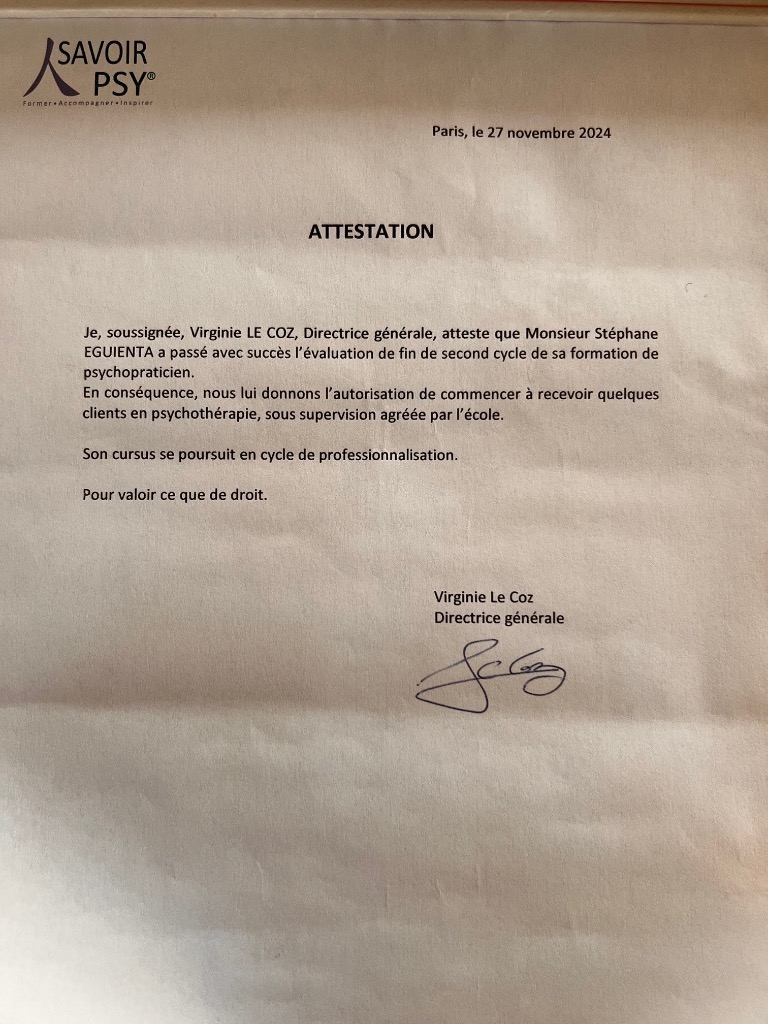 SAVOIR
PSY®
Former • Accompagner • Inspirer
Paris, le 27 novembre 2024
ATTESTATION
Je, soussignée, Virginie LE COZ, Directrice générale, atteste que Monsieur Stéphane
EGUIENTA a passé avec succès l’évaluation de fin de second cycle de sa formation de
psychopraticien.
En conséquence, nous lui donnons l’autorisation de commencer à recevoir quelques
clients en psychothérapie, sous supervision agréée par l’école.
Son cursus se poursuit en cycle de professionnalisation.
Pour valoir ce que de droit.
Virginie Le Coz
Directrice générale